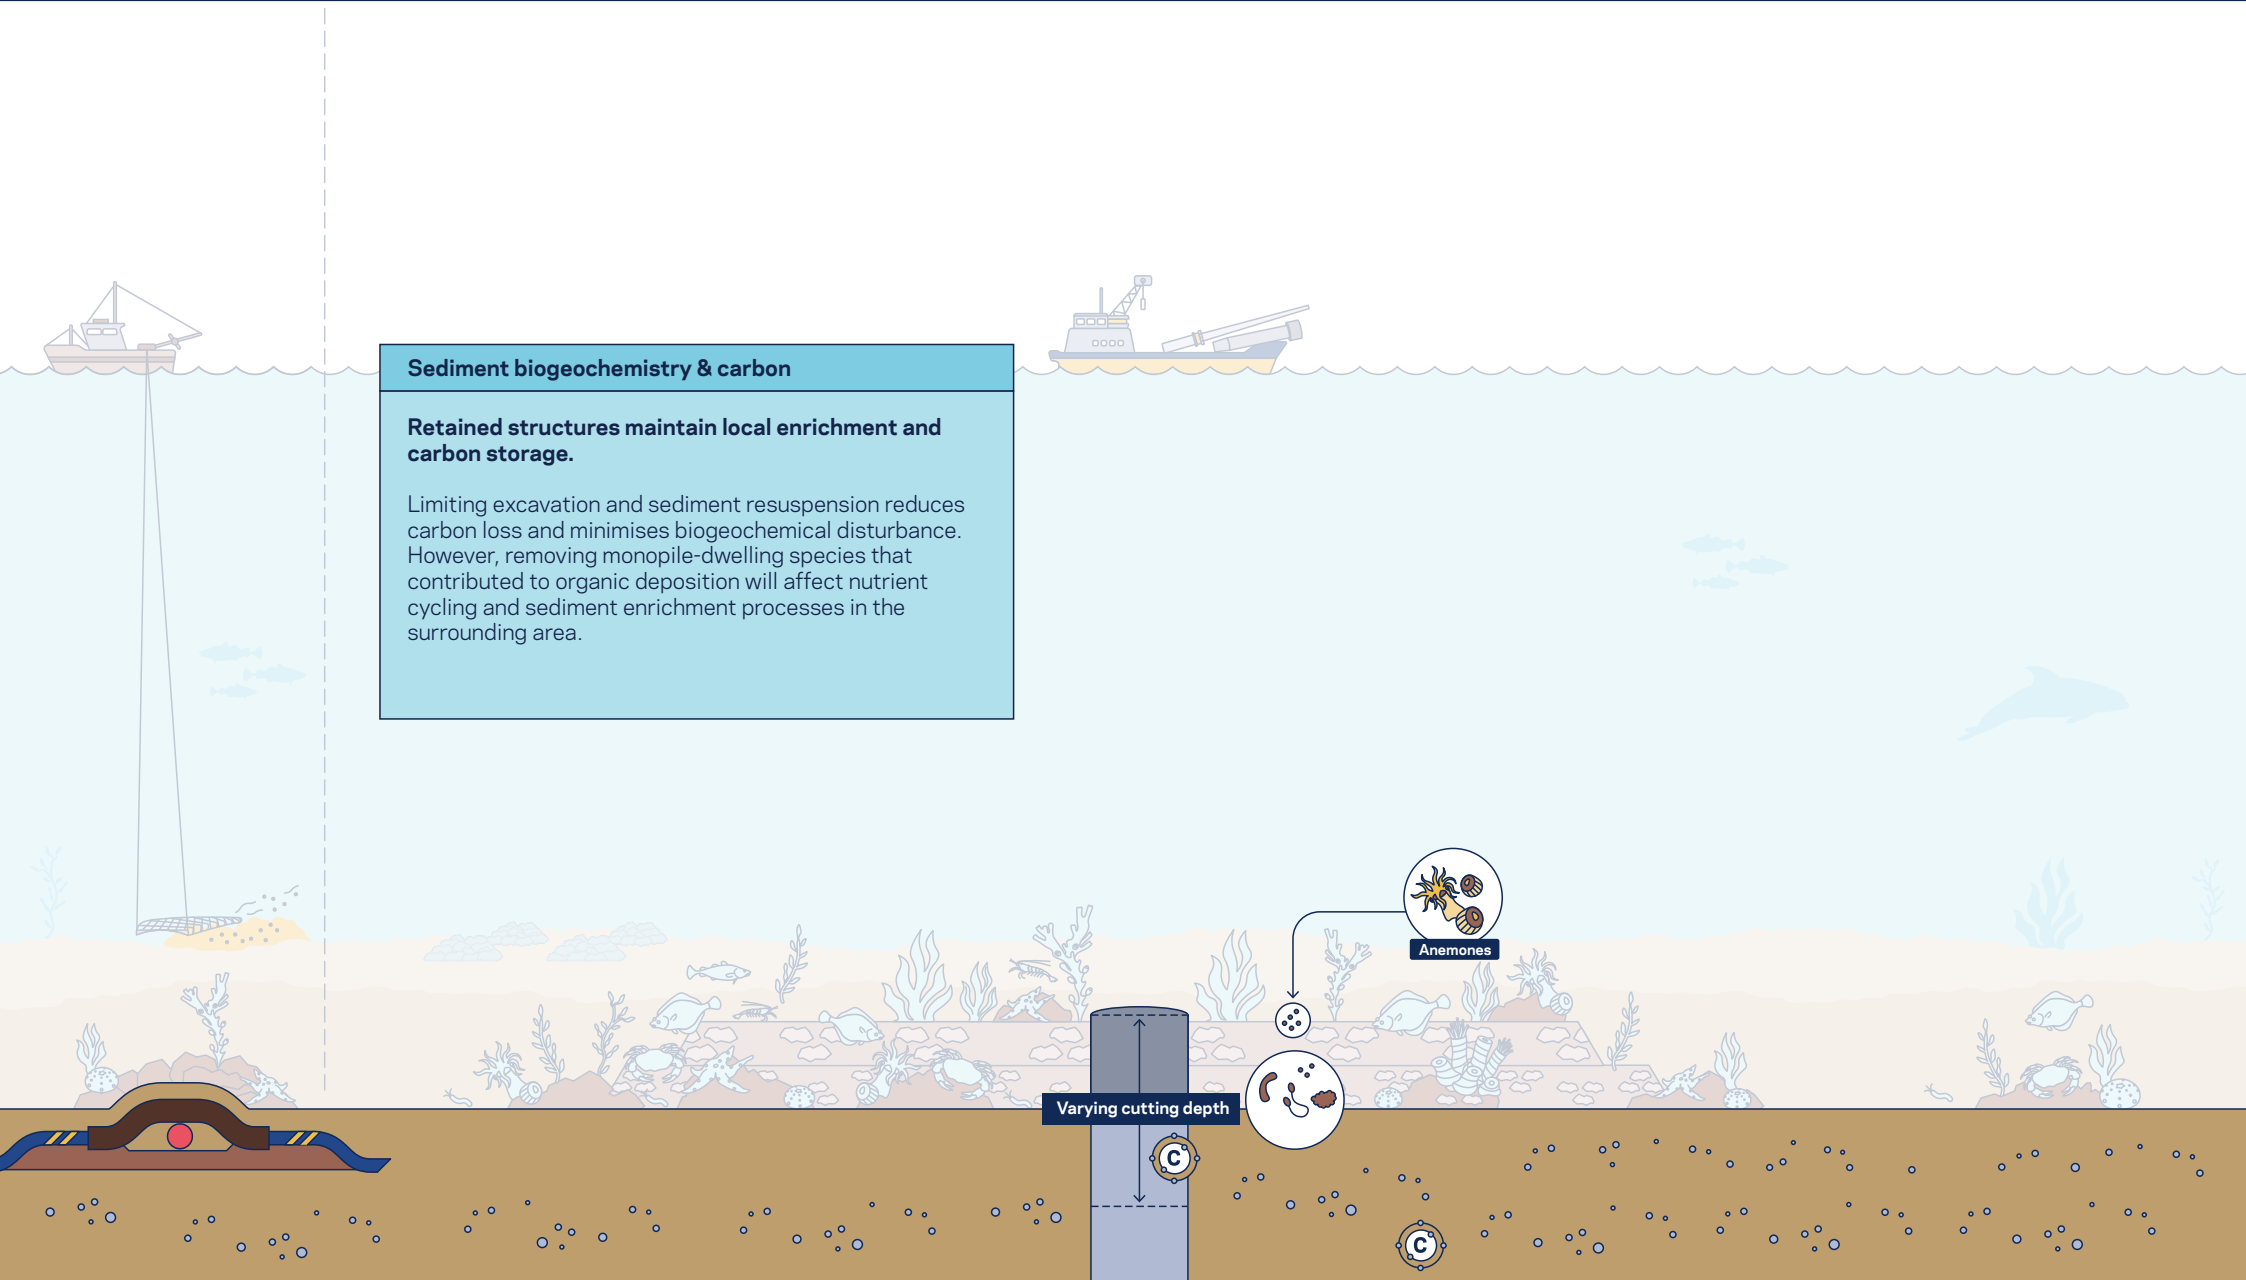 Sediment biogeochemistry & carbon
Retained structures maintain local enrichment and
carbon storage.
Limiting excavation and sediment resuspension reduces
carbon loss and minimises biogeochemical disturbance.
However, removing monopile-dwelling species that
contributed to organic deposition will affect nutrient
cycling and sediment enrichment processes in the
surrounding area.
Anemones
Varying cutting depth
C
C